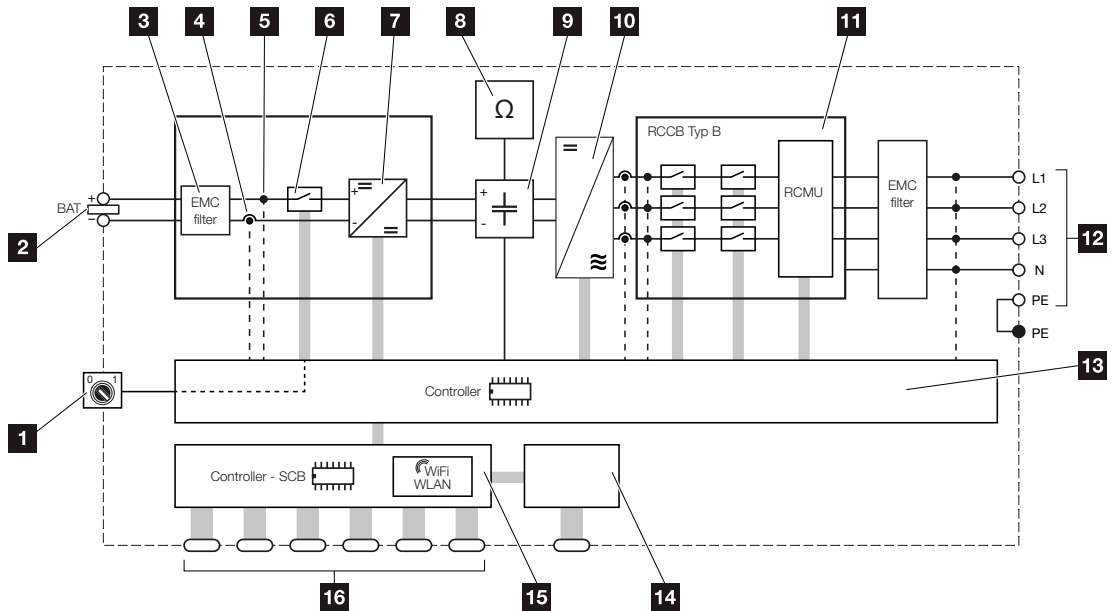 3
4
5
6
7
8
9
10
11
Ω
RCCB Typ B
EMC
filter
RCMU
EMC
filter
+
-
+
-
BAT
+
−
L1
L2
L3
N
PE
PE
2
12
0 1
1
Controller
13
Controller - SCB
WiFi
WLAN
16
15
14